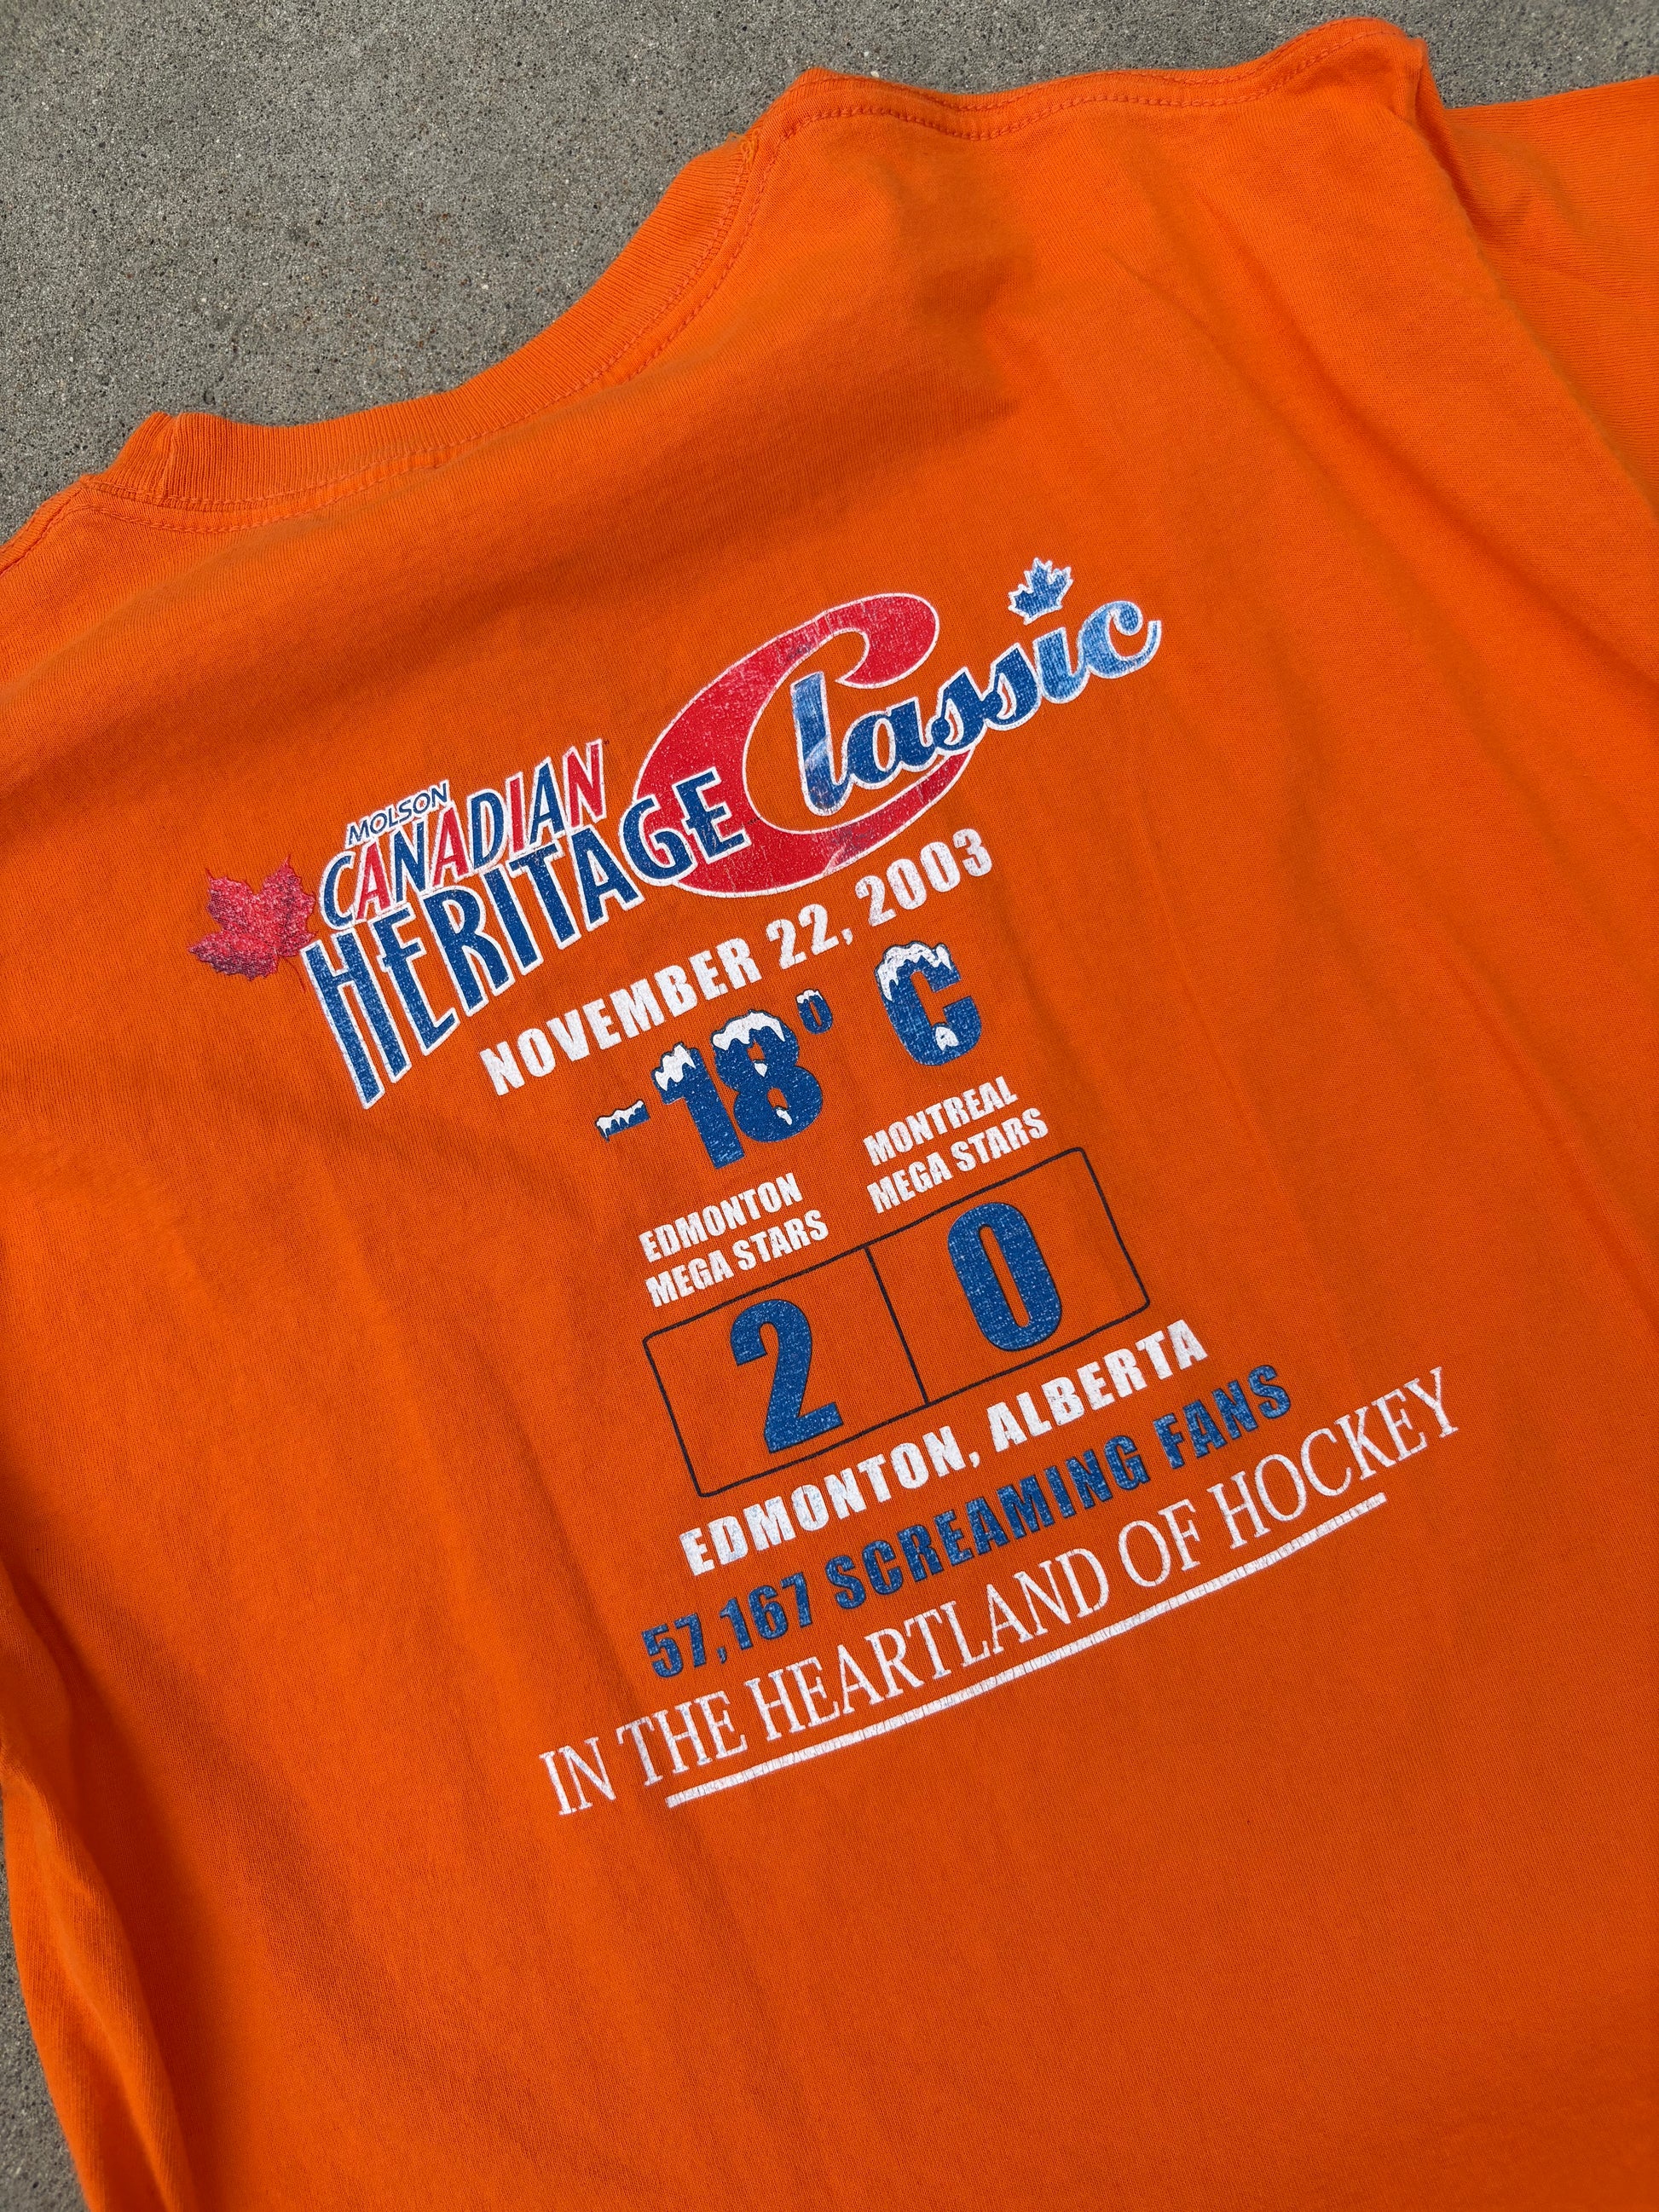 MOLSON
CANADIAN
HERITAGE Classic
NOVEMBER 22, 2003
-18° C
EDMONTON
MEGA STARS
MONTREAL
MEGA STARS
2 0
EDMONTON, ALBERTA
57,167 SCREAMING FANS
IN THE HEARTLAND OF HOCKEY